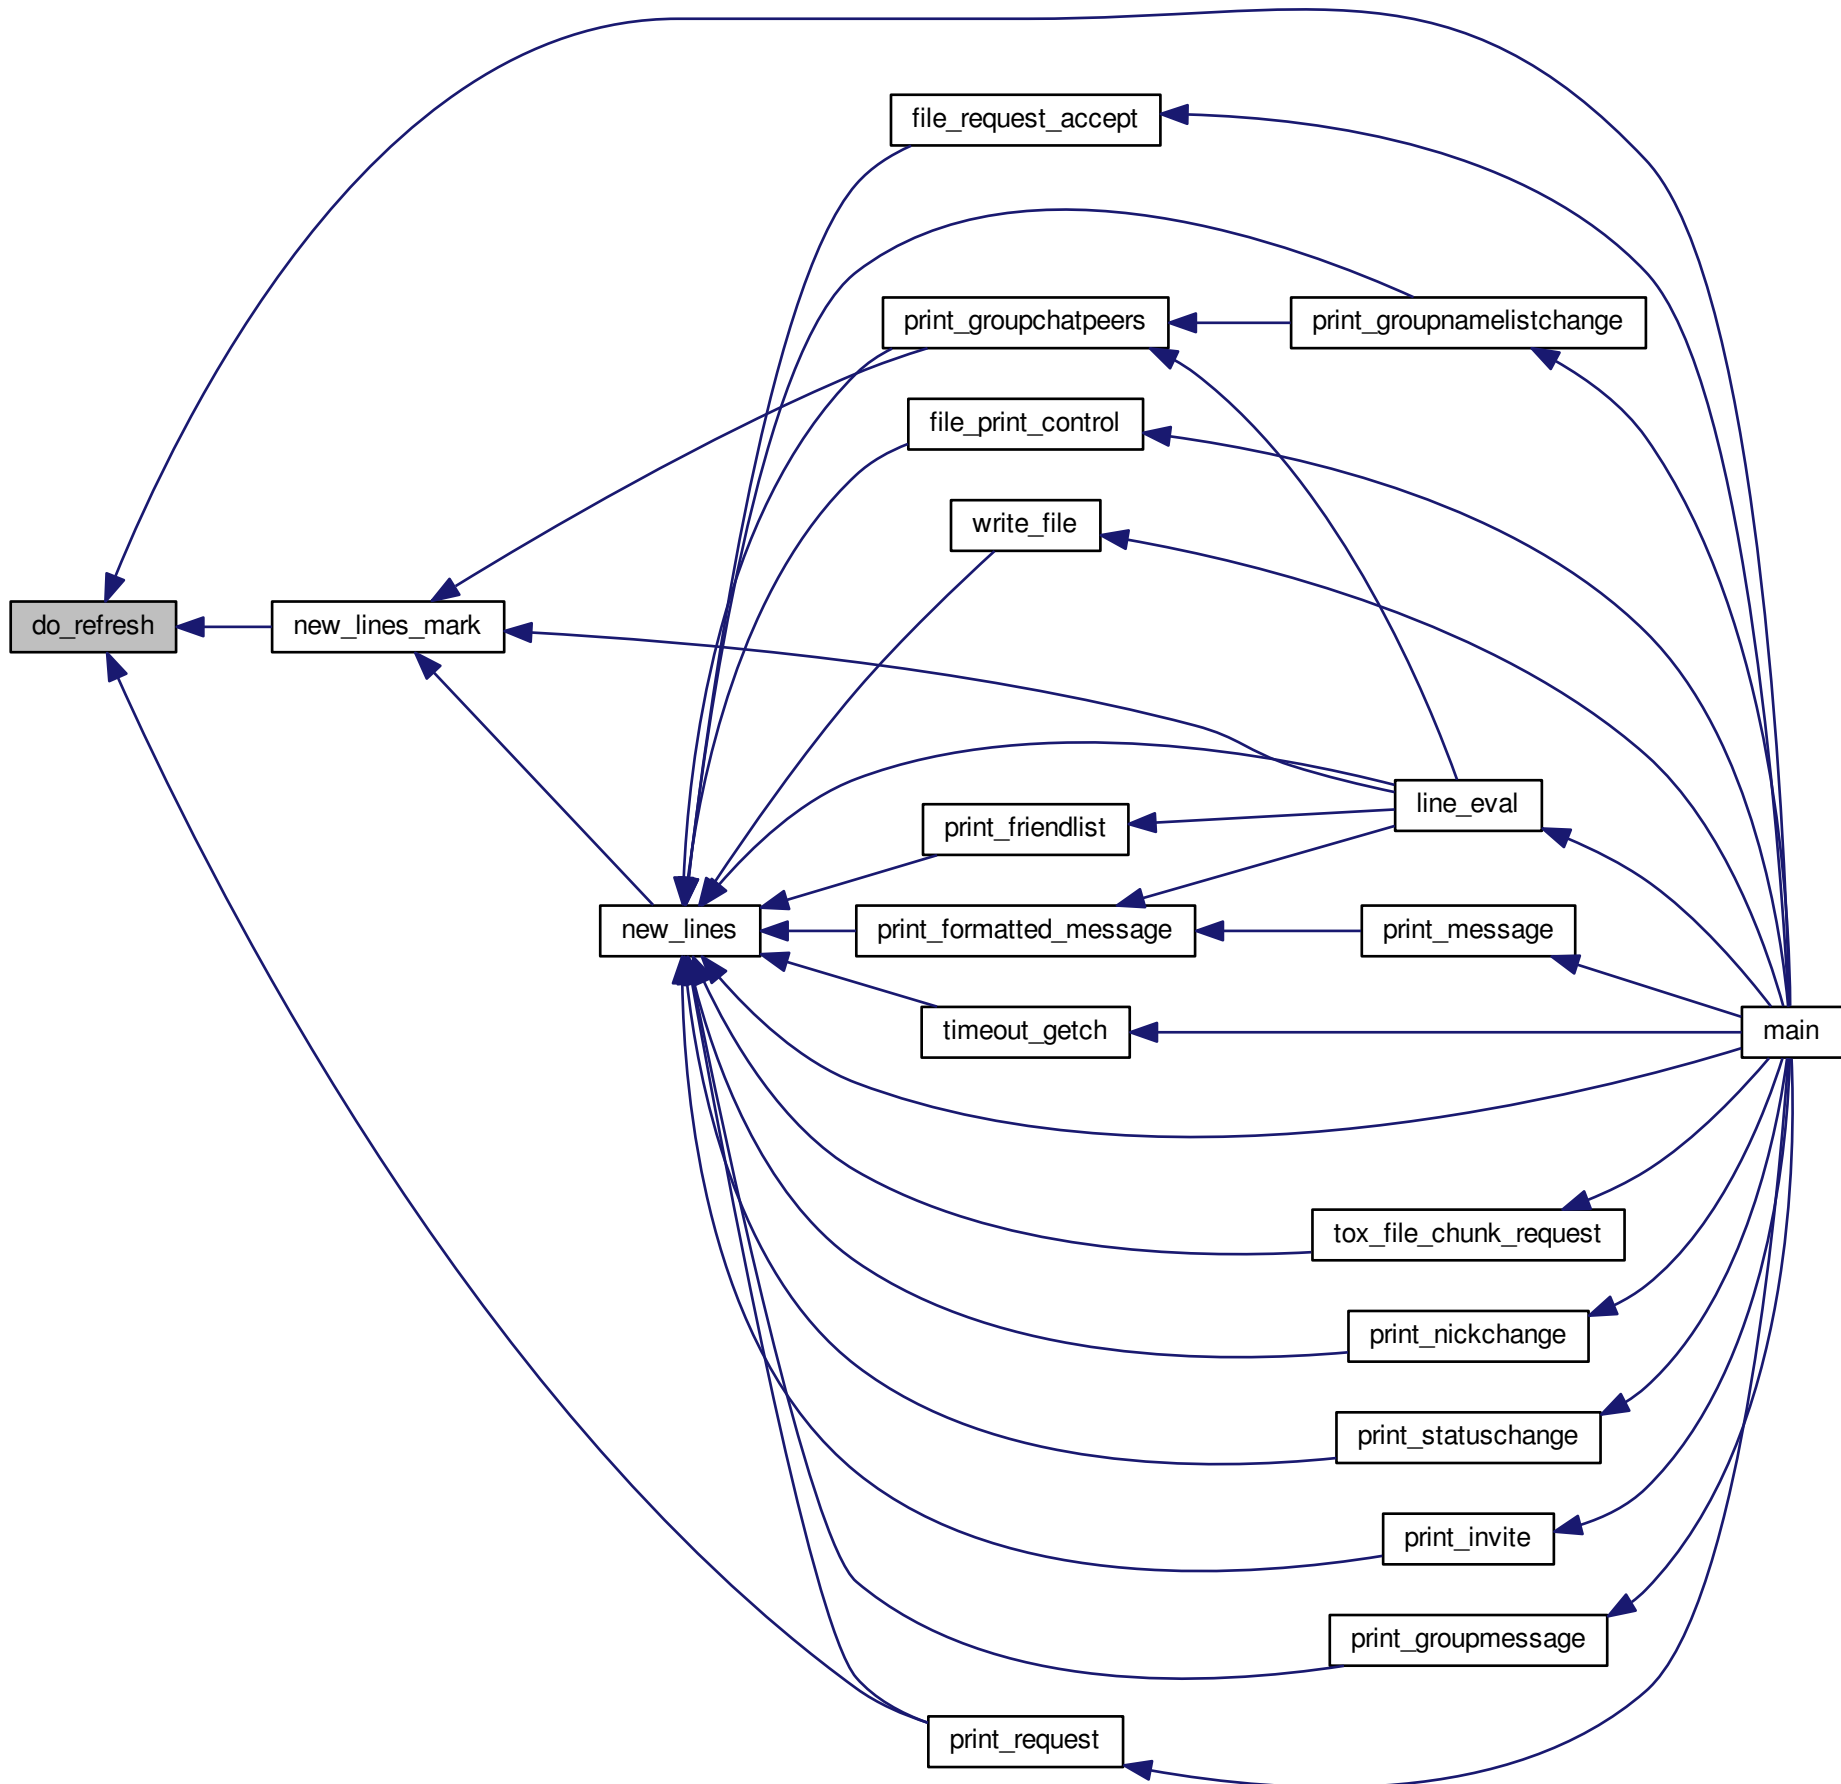 file_request_accept
print_groupchatpeers
print_groupnamelistchange
file_print_control
write_file
do_refresh
new_lines_mark
line_eval
print_friendlist
new_lines
print_formatted_message
print_message
timeout_getch
main
tox_file_chunk_request
print_nickchange
print_statuschange
print_invite
print_groupmessage
print_request